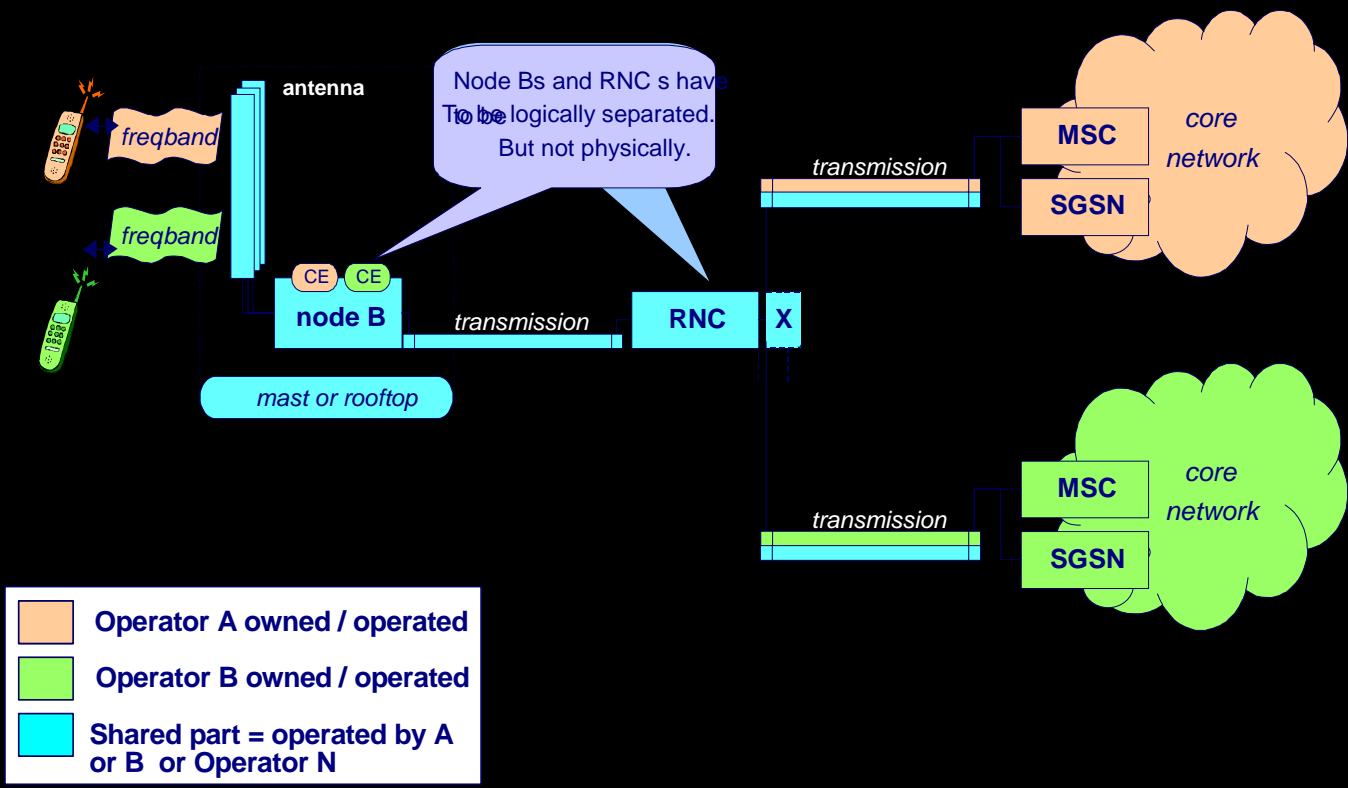 antenna
freqband
freqband
Node Bs and RNC s have
To be logically separated.
to be
But not physically.
CE
CE
node B
transmission
RNC
X
mast or rooftop
transmission
MSC
SGSN
core
network
transmission
MSC
SGSN
core
network
Operator A owned / operated
Operator B owned / operated
Shared part = operated by A
or B or Operator N